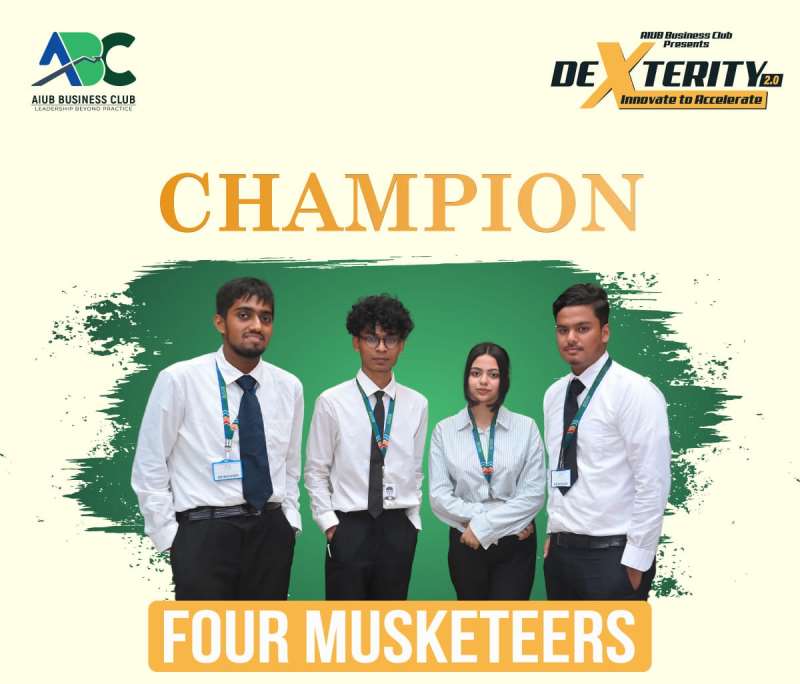 ABC
AIUB BUSINESS CLUB
LEADERSHIP BEYOND PRACTICE
AIUB Business Club
Presents
DEXTERITY 2.0
Innovate to Accelerate
CHAMPION
FOUR MUSKETEERS